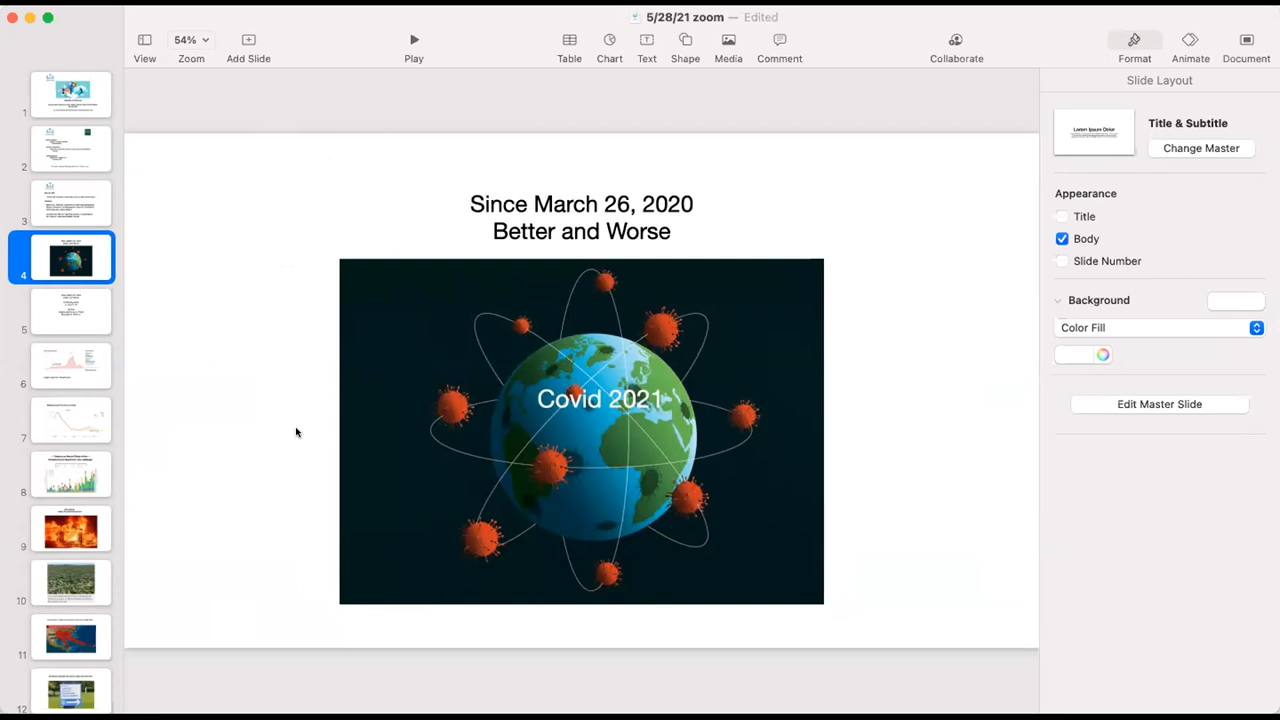 5/28/21 zoom — Edited
54%
View
Zoom
Add Slide
Play
Table
Chart
Text
Shape
Media
Comment
Collaborate
Format
Animate
Document
Slide Layout
Lorem Ipsum Dolor
Title & Subtitle
Change Master
Appearance
Title
Body
Slide Number
Background
Color Fill
Edit Master Slide
Since March 26, 2020
Better and Worse
Covid 2021
1
2
3
4
5
6
7
8
9
10
11
12